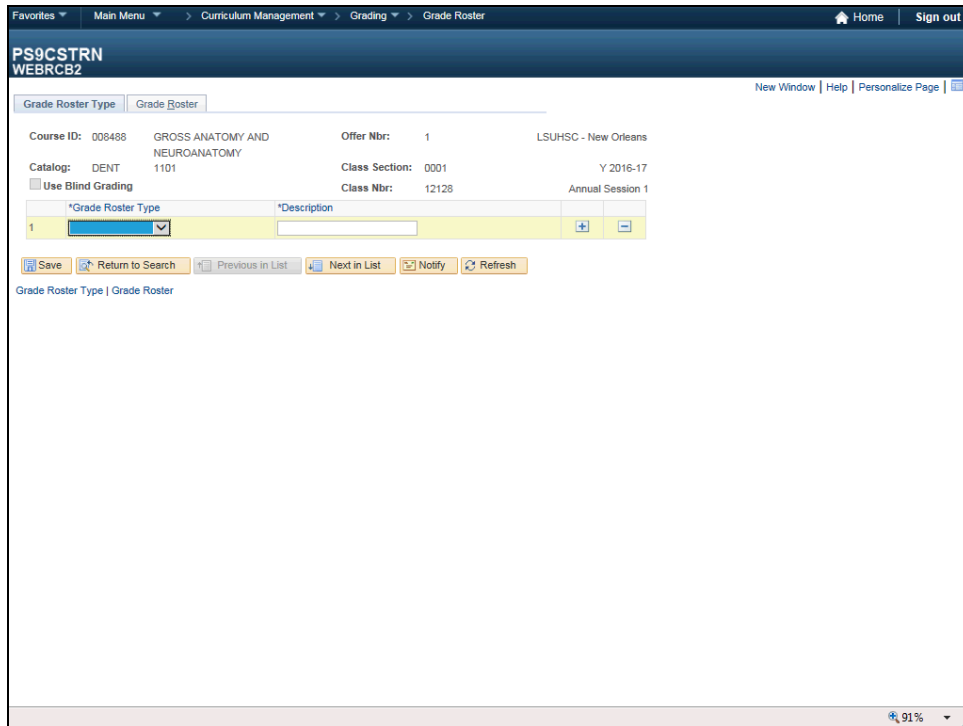 Favorites Main Menu > Curriculum Management > Grading > Grade Roster Home Sign out
PS9CSTRN
WEBRCB2
New Window | Help | Personalize Page |
Grade Roster Type Grade Roster
Course ID: 008488 GROSS ANATOMY AND Offer Nbr: 1 LSUHSC - New Orleans
NEUROANATOMY
Catalog: DENT 1101 Class Section: 0001 Y 2016-17
Use Blind Grading Class Nbr: 12128 Annual Session 1
*Grade Roster Type *Description
1
Save Return to Search Previous in List Next in List Notify Refresh
Grade Roster Type | Grade Roster
91%